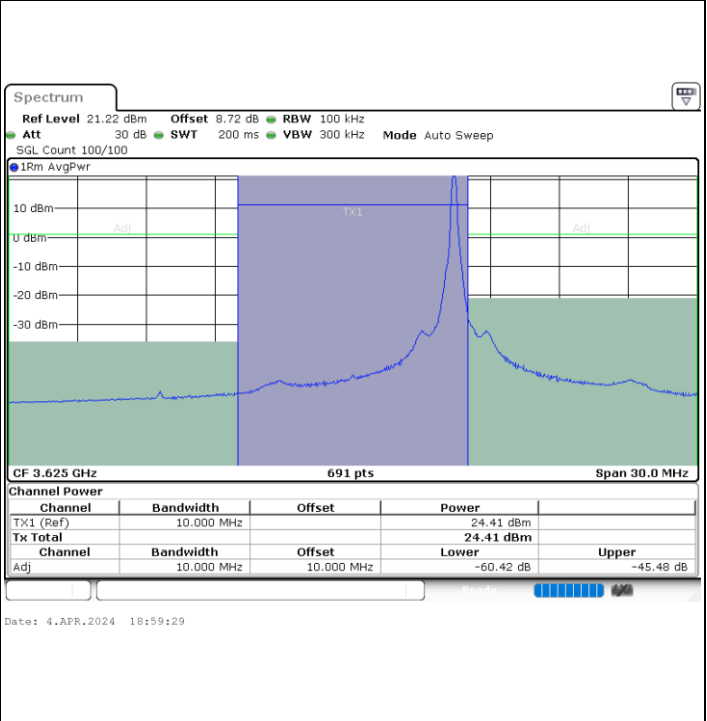 Spectrum
Ref Level 21.22 dBm Offset 8.72 dB RBW 100 kHz
Att 30 dB SWT 200 ms VBW 300 kHz Mode Auto Sweep
SGL Count 100/100
1Rm AvgPwr
10 dBm
TX1
Adj
Adj
0 dBm
-10 dBm
-20 dBm
-30 dBm
CF 3.625 GHz 691 pts Span 30.0 MHz
Channel Power
Channel Bandwidth Offset Power
TX1 (Ref) 10.000 MHz 24.41 dBm
Tx Total 24.41 dBm
Channel Bandwidth Offset Lower Upper
Adj 10.000 MHz 10.000 MHz -60.42 dB -45.48 dB
Ready
Date: 4.APR.2024 18:59:29